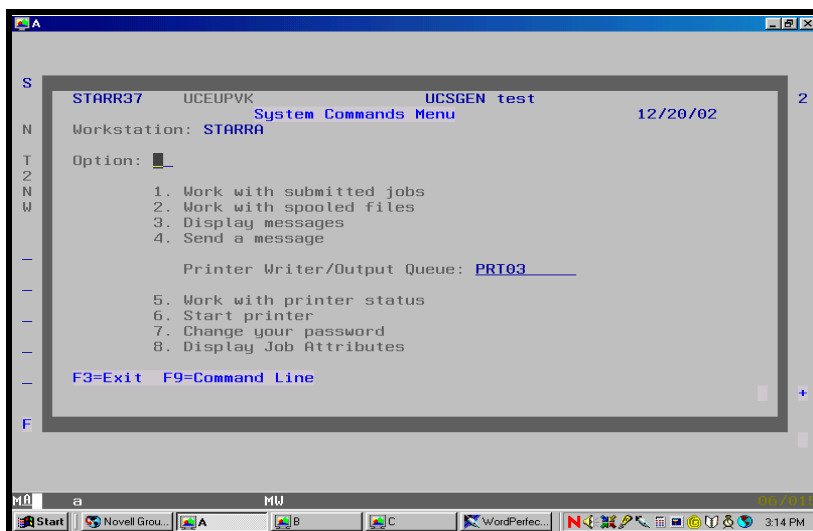 A
S
STARR37 UCEUPVK UCSGEN test 2
System Commands Menu 12/20/02
N Workstation: STARRA
T Option:
2
N 1. Work with submitted jobs
W 2. Work with spooled files
3. Display messages
4. Send a message
Printer Writer/Output Queue: PRT03
5. Work with printer status
6. Start printer
7. Change your password
8. Display Job Attributes
F3=Exit F9=Command Line
+
F
MA a MW 06/015
Start Novell Grou... A B C WordPerfec... N 3:14 PM